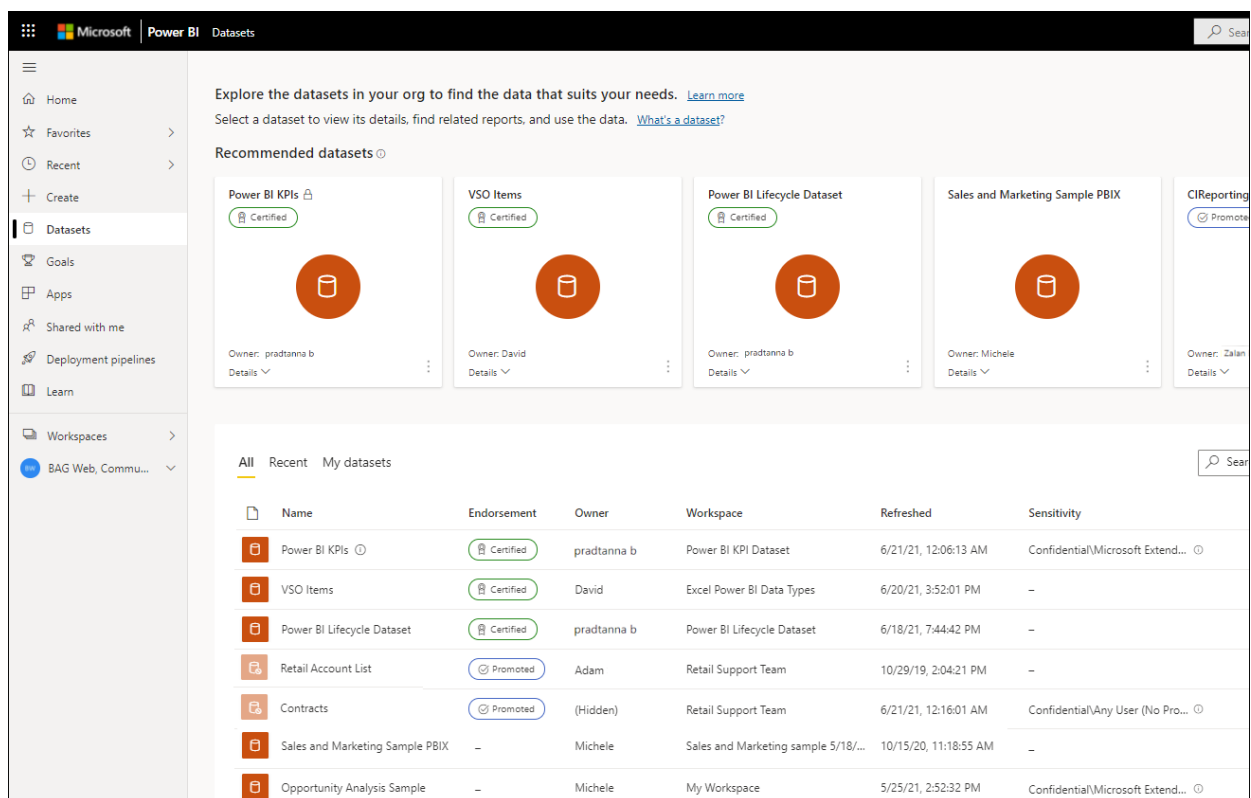 Microsoft Power BI Datasets Sear
Home
Favorites
Recent
Create
Datasets
Goals
Apps
Shared with me
Deployment pipelines
Learn
Workspaces
BW BAG Web, Commu...
Explore the datasets in your org to find the data that suits your needs. Learn more
Select a dataset to view its details, find related reports, and use the data. What's a dataset?
Recommended datasets
Power BI KPIs
Certified
Owner: pradtanna b
Details
VSO Items
Certified
Owner: David
Details
Power BI Lifecycle Dataset
Certified
Owner: pradtanna b
Details
Sales and Marketing Sample PBIX
Owner: Michele
Details
CIReporting
Promote
Owner: Zalan
Details
All Recent My datasets Sear
Name Endorsement Owner Workspace Refreshed Sensitivity
Power BI KPIs Certified pradtanna b Power BI KPI Dataset 6/21/21, 12:06:13 AM Confidential\Microsoft Extend...
VSO Items Certified David Excel Power BI Data Types 6/20/21, 3:52:01 PM –
Power BI Lifecycle Dataset Certified pradtanna b Power BI Lifecycle Dataset 6/18/21, 7:44:42 PM –
Retail Account List Promoted Adam Retail Support Team 10/29/19, 2:04:21 PM –
Contracts Promoted (Hidden) Retail Support Team 6/21/21, 12:16:01 AM Confidential\Any User (No Pro...
Sales and Marketing Sample PBIX – Michele Sales and Marketing sample 5/18/... 10/15/20, 11:18:55 AM –
Opportunity Analysis Sample – Michele My Workspace 5/25/21, 2:52:32 PM Confidential\Microsoft Extend...